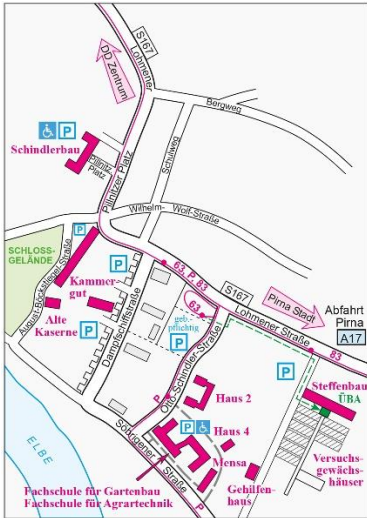 S167
Lohmener
DD Zentrum
Bergweg
P
Schindlerbau
Pillnitz.
Platz
Pillnitzer Platz
Schulweg
Wilhelm-Wolf-Straße
P
SCHLOSS-
GELÄNDE
August-Böckstiegel-Straße
63, P 83
Kammer-
gut
S167
Pirna Stadt
Abfahrt
Pirna
A17
63
Lohmener Straße
83
Alte
Kaserne
P
Dampfschiffstraße
geb.-
pflichtig
P
Otto-Schindler-Straße
P
Steffenbau
ÜBA
P
Haus 2
P
Haus 4
ELBE
Söbrigener Straße
Mensa
Versuchs-
gewächs-
häuser
Gehilfen-
haus
Fachschule für Gartenbau
Fachschule für Agrartechnik
P